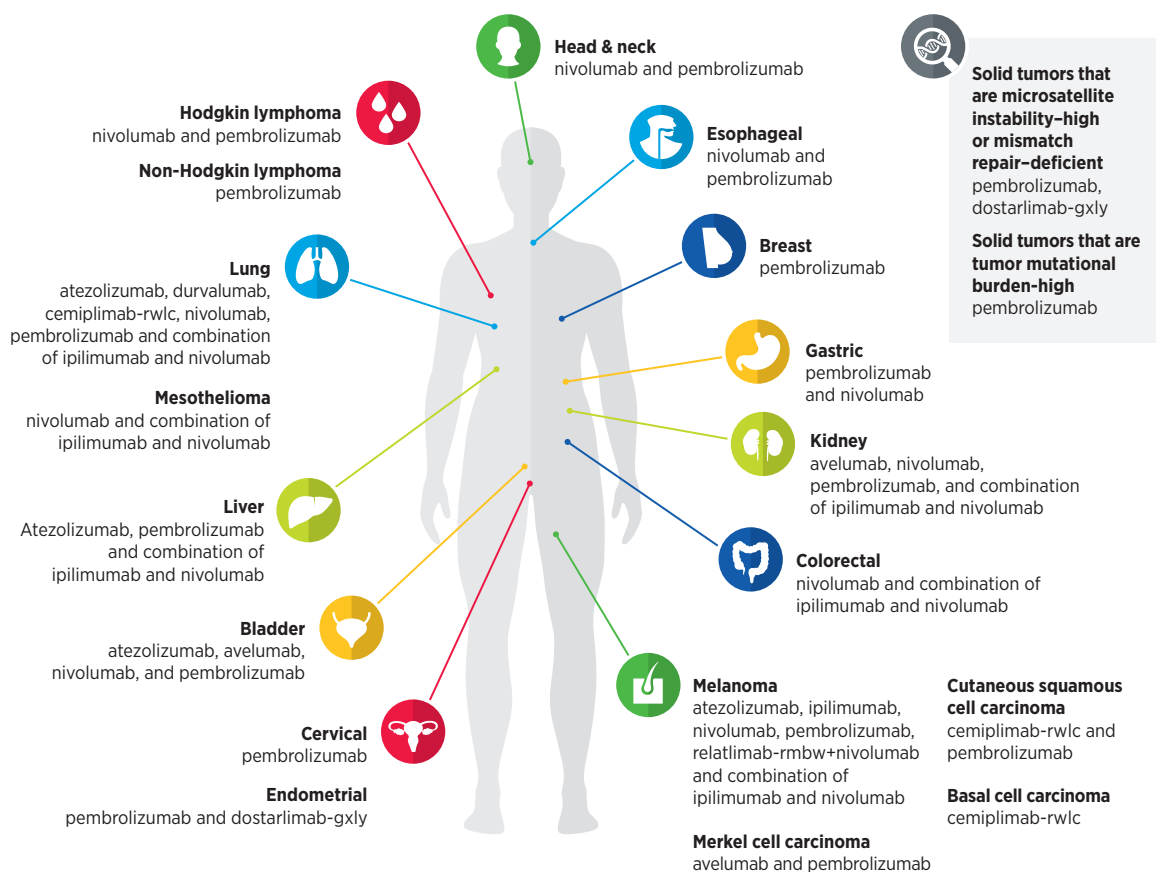 Head & neck
nivolumab and pembrolizumab
Hodgkin lymphoma
nivolumab and pembrolizumab
Non-Hodgkin lymphoma
pembrolizumab
Lung
atezolizumab, durvalumab,
cemiplimab-rwlc, nivolumab,
pembrolizumab and combination
of ipilimumab and nivolumab
Mesothelioma
nivolumab and combination of
ipilimumab and nivolumab
Liver
Atezolizumab, pembrolizumab
and combination of
ipilimumab and nivolumab
Bladder
atezolizumab, avelumab,
nivolumab, and pembrolizumab
Cervical
pembrolizumab
Endometrial
pembrolizumab and dostarlimab-gxly
Esophageal
nivolumab and
pembrolizumab
Breast
pembrolizumab
Gastric
pembrolizumab
and nivolumab
Kidney
avelumab, nivolumab,
pembrolizumab, and combination
of ipilimumab and nivolumab
Colorectal
nivolumab and combination of
ipilimumab and nivolumab
Melanoma
atezolizumab, ipilimumab,
nivolumab, pembrolizumab,
relatlimab-rmbw+nivolumab
and combination of
ipilimumab and nivolumab
Merkel cell carcinoma
avelumab and pembrolizumab
Cutaneous squamous
cell carcinoma
cemiplimab-rwlc and
pembrolizumab
Basal cell carcinoma
cemiplimab-rwlc
Solid tumors that
are microsatellite
instability–high
or mismatch
repair–deficient
pembrolizumab,
dostarlimab-gxly
Solid tumors that are
tumor mutational
burden-high
pembrolizumab